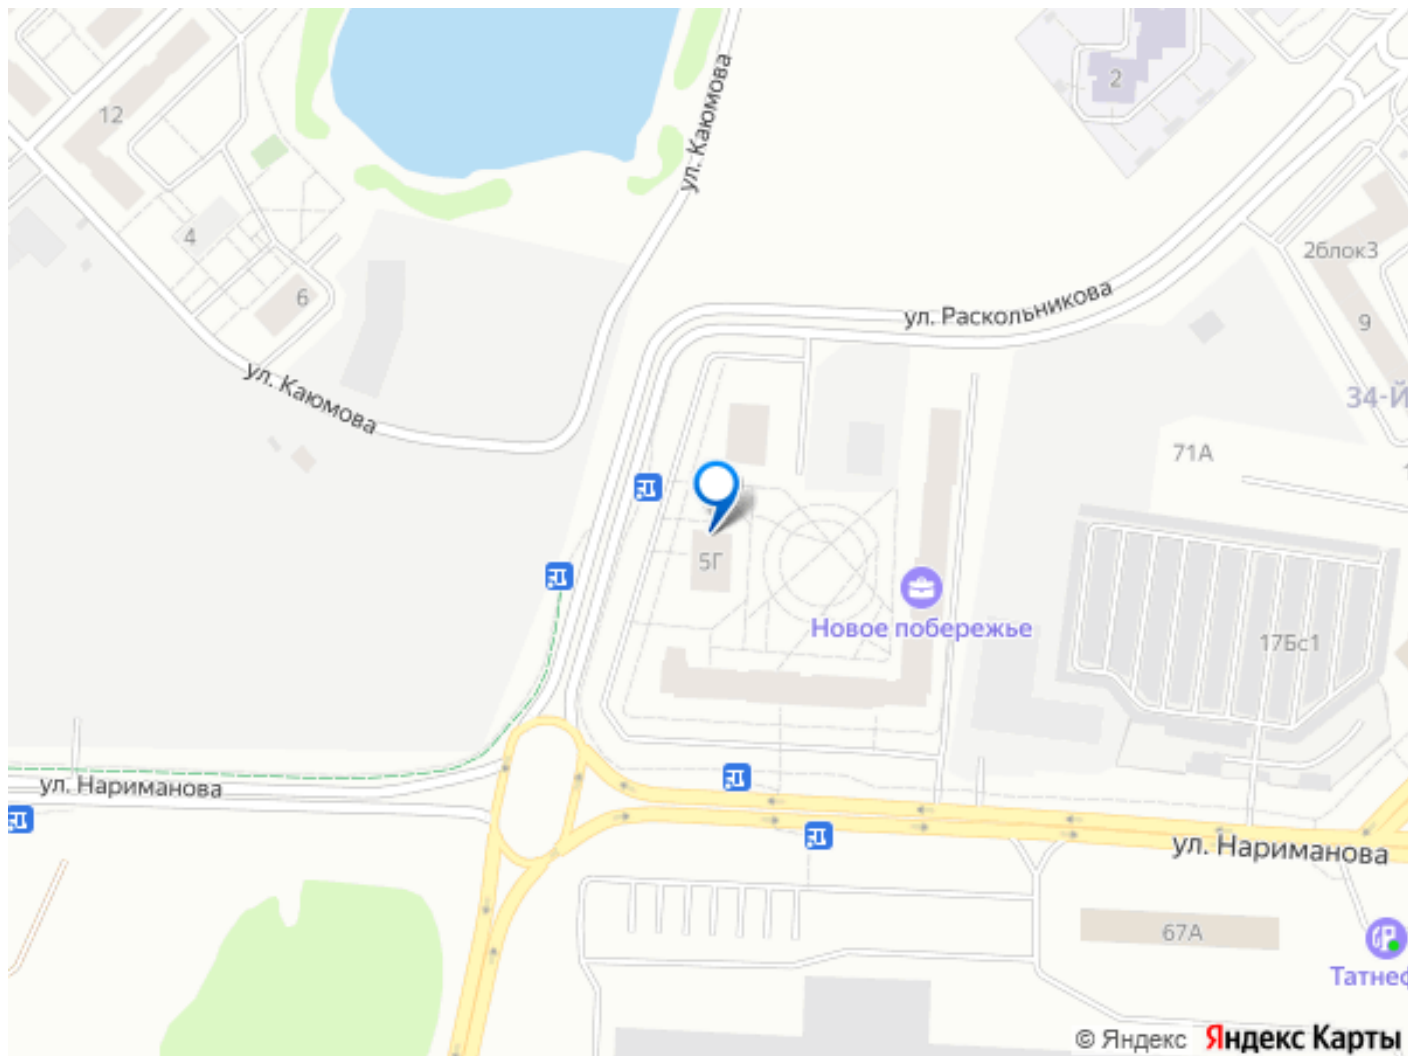 ул. Каюмова
2
12
4
2блок3
6
ул. Раскольникова
9
ул. Каюмова
34-Й
71А
5Г
Новое побережье
17Бс1
ул. Нариманова
ул. Нариманова
67А
Татнеф
© Яндекс Яндекс Карты